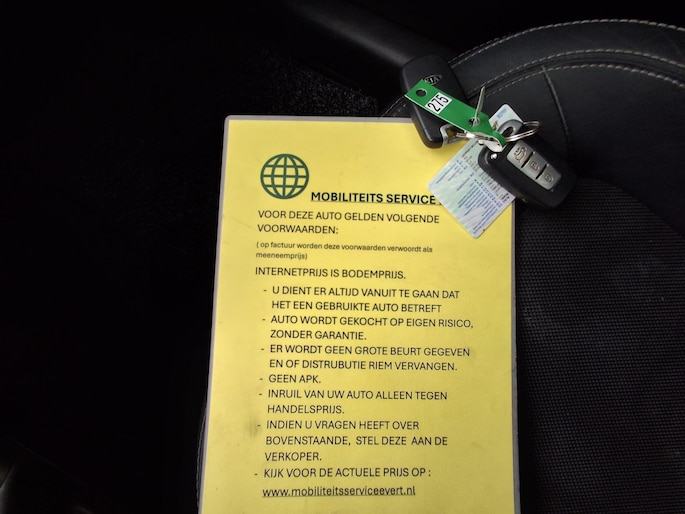 275
MOBILITEITS SERVICE
VOOR DEZE AUTO GELDEN VOLGENDE
VOORWAARDEN:
( op factuur worden deze voorwaarden verwoordt als
meeneemprijs)
INTERNETPRIJS IS BODEMPRIJS.
- U DIENT ER ALTIJD VANUIT TE GAAN DAT
HET EEN GEBRUIKTE AUTO BETREFT
- AUTO WORDT GEKOCHT OP EIGEN RISICO,
ZONDER GARANTIE.
- ER WORDT GEEN GROTE BEURT GEGEVEN
EN OF DISTRUBUTIE RIEM VERVANGEN.
- GEEN APK.
- INRUIL VAN UW AUTO ALLEEN TEGEN
HANDELSPRIJS.
- INDIEN U VRAGEN HEEFT OVER
BOVENSTAANDE, STEL DEZE AAN DE
VERKOPER.
- KIJK VOOR DE ACTUELE PRIJS OP :
www.mobiliteitsserviceevert.nl